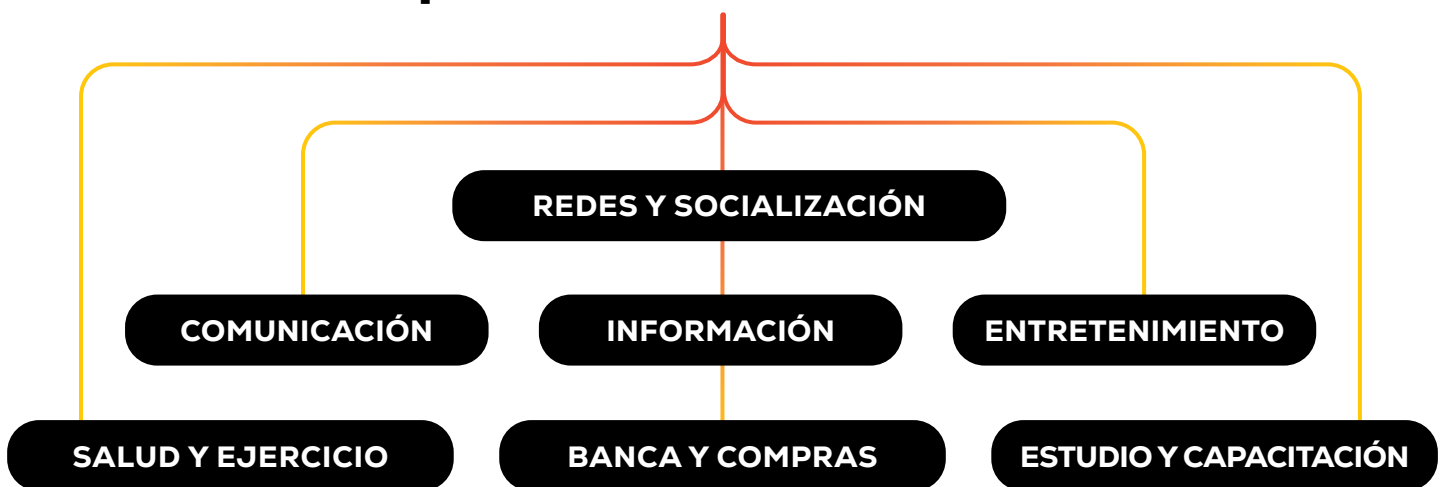 REDES Y SOCIALIZACIÓN
COMUNICACIÓN
INFORMACIÓN
ENTRETENIMIENTO
SALUD Y EJERCICIO
BANCA Y COMPRAS
ESTUDIO Y CAPACITACIÓN